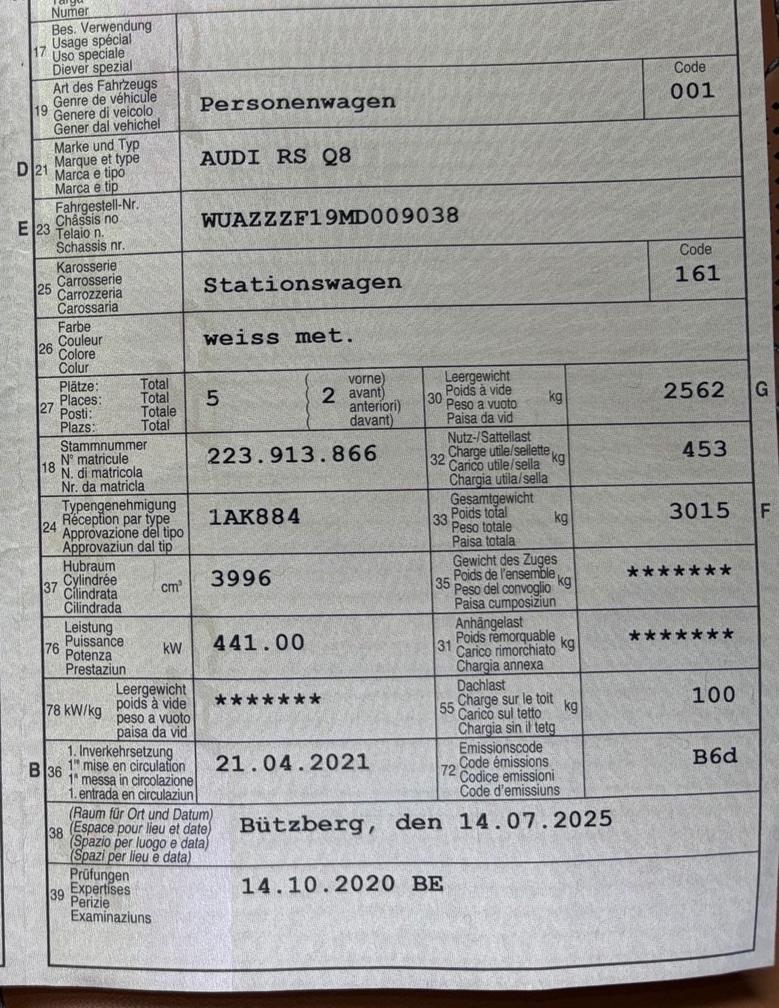 Numer
17 Bes. Verwendung
Usage spécial
Uso speciale
Diever spezial
19 Art des Fahrzeugs
Genre de véhicule
Genere di veicolo
Gener dal vehichel
Personenwagen
Code
001
D 21 Marke und Typ
Marque et type
Marca e tipo
Marca e tip
AUDI RS Q8
E 23 Fahrgestell-Nr.
Châssis no
Telaio n.
Schassis nr.
WUAZZZF19MD009038
25 Karosserie
Carrosserie
Carrozzeria
Carossaria
Stationswagen
Code
161
26 Farbe
Couleur
Colore
Colur
weiss met.
27 Plätze: Total
Places: Total
Posti: Totale
Plazs: Total
5 ( 2 vorne)
avant)
anteriori)
davant)
30 Leergewicht
Poids à vide
Peso a vuoto
Paisa da vid
kg
2562 G
18 Stammnummer
N° matricule
N. di matricola
Nr. da matricla
223.913.866
32 Nutz-/Sattellast
Charge utile/sellette
Carico utile/sella
Chargia utila/sella
kg
453
24 Typengenehmigung
Réception par type
Approvazione del tipo
Approvaziun dal tip
1AK884
33 Gesamtgewicht
Poids total
Peso totale
Paisa totala
kg
3015 F
37 Hubraum
Cylindrée
Cilindrata
Cilindrada
cm³
3996
35 Gewicht des Zuges
Poids de l'ensemble
Peso del convoglio
Paisa cumposiziun
kg
*******
76 Leistung
Puissance
Potenza
Prestaziun
kW
441.00
31 Anhängelast
Poids remorquable
Carico rimorchiato
Chargia annexa
kg
*******
78 kW/kg Leergewicht
poids à vide
peso a vuoto
paisa da vid
*******
55 Dachlast
Charge sur le toit
Carico sul tetto
Chargia sin il tetg
kg
100
B 36 1. Inverkehrsetzung
1re mise en circulation
1a messa in circolazione
1. entrada en circulaziun
21.04.2021
72 Emissionscode
Code émissions
Codice emissioni
Code d'emissiuns
B6d
38 (Raum für Ort und Datum)
(Espace pour lieu et date)
(Spazio per luogo e data)
(Spazi per lieu e data)
Bützberg, den 14.07.2025
39 Prüfungen
Expertises
Perizie
Examinaziuns
14.10.2020 BE